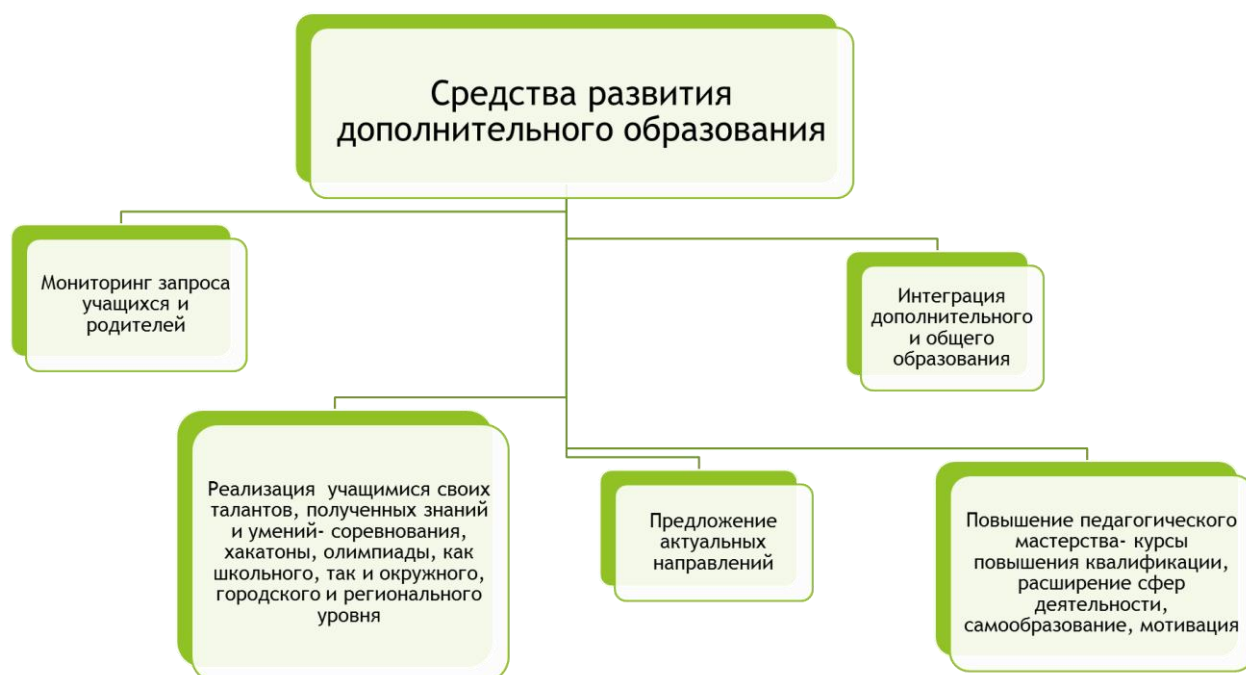 Средства развития
дополнительного образования
Мониторинг запроса
учащихся и
родителей
Интеграция
дополнительного
и общего
образования
Реализация учащимися своих
талантов, полученных знаний
и умений- соревнования,
хакатоны, олимпиады, как
школьного, так и окружного,
городского и регионального
уровня
Предложение
актуальных
направлений
Повышение педагогического
мастерства- курсы
повышения квалификации,
расширение сфер
деятельности,
самообразование, мотивация